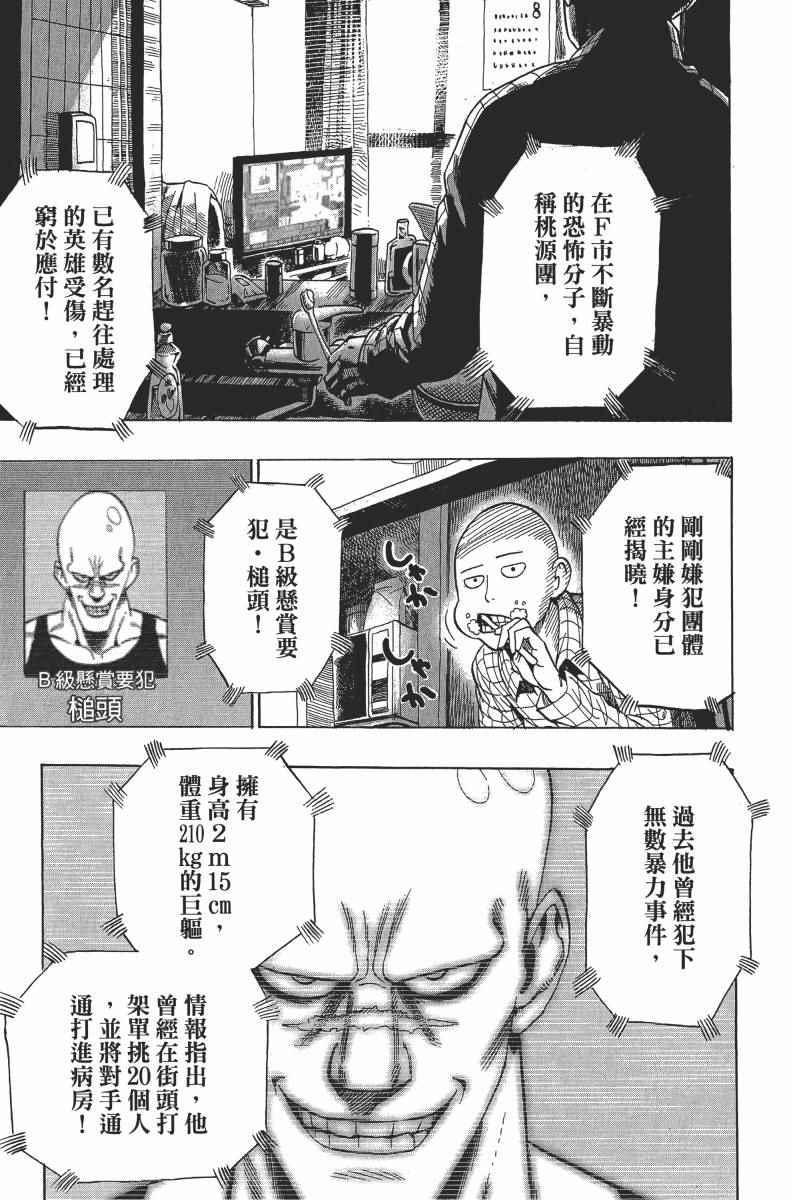 8
在F市不斷暴動
的恐怖分子，自
稱桃源團，
已有數名趕往處理
的英雄受傷，已經
窮於應付！
剛剛嫌犯團體
的主嫌身分已
經揭曉！
しこ
しこ
是B級懸賞要
犯·槌頭！
B級懸賞要犯
槌頭
過去他曾經犯下
無數暴力事件，
擁有
身高2m15cm，
體重210kg的巨軀。
情報指出，他
曾經在街頭打
架單挑20個人
，並將對手通
通打進病房！